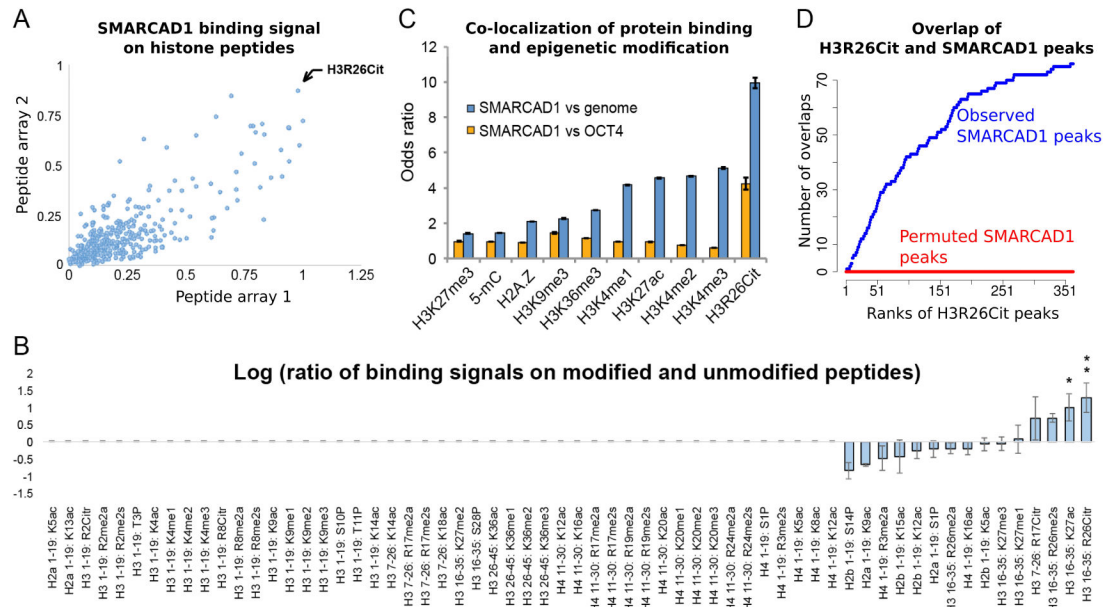 A
SMARCAD1 binding signal
on histone peptides
1
0.75
0.5
0.25
0
0
0.25
0.5
0.75
1
1.25
H3R26Cit
Peptide array 2
Peptide array 1
C
Co-localization of protein binding
and epigenetic modification
12
10
8
6
4
2
0
Odds ratio
SMARCAD1 vs genome
SMARCAD1 vs OCT4
H3K27me3
5-mC
H2A.Z
H3K9me3
H3K36me3
H3K4me1
H3K27ac
H3K4me2
H3K4me3
H3R26Cit
D
Overlap of
H3R26Cit and SMARCAD1 peaks
70
50
30
10
0
Number of overlaps
Observed
SMARCAD1 peaks
Permuted SMARCAD1
peaks
1
51
151
251
351
Ranks of H3R26Cit peaks
B
Log (ratio of binding signals on modified and unmodified peptides)
2
1.5
1
0.5
0
-0.5
-1
-1.5
*
*
*
H2a 1-19: K5ac
H2a 1-19: K13ac
H3 1-19: R2Citr
H3 1-19: R2me2a
H3 1-19: R2me2s
H3 1-19: T3P
H3 1-19: K4ac
H3 1-19: K4me1
H3 1-19: K4me2
H3 1-19: K4me3
H3 1-19: R8Citr
H3 1-19: R8me2a
H3 1-19: R8me2s
H3 1-19: K9ac
H3 1-19: K9me1
H3 1-19: K9me2
H3 1-19: K9me3
H3 1-19: S10P
H3 1-19: T11P
H3 1-19: K14ac
H3 7-26: K14ac
H3 7-26: R17me2a
H3 7-26: R17me2s
H3 7-26: K18ac
H3 16-35: K27me2
H3 16-35: S28P
H3 26-45: K36ac
H3 26-45: K36me1
H3 26-45: K36me2
H3 26-45: K36me3
H4 11-30: K12ac
H4 11-30: K16ac
H4 11-30: R17me2a
H4 11-30: R17me2s
H4 11-30: R19me2a
H4 11-30: R19me2s
H4 11-30: K20ac
H4 11-30: K20me1
H4 11-30: K20me2
H4 11-30: K20me3
H4 11-30: R24me2a
H4 11-30: R24me2s
H4 1-19: S1P
H4 1-19: R3me2s
H4 1-19: K5ac
H4 1-19: K8ac
H4 1-19: K12ac
H2b 1-19: S14P
H2a 1-19: K9ac
H4 1-19: R3me2a
H2b 1-19: K15ac
H2b 1-19: K12ac
H2a 1-19: S1P
H3 16-35: R26me2a
H4 1-19: K16ac
H2b 1-19: K5ac
H3 16-35: K27me3
H3 16-35: K27me1
H3 7-26: R17Citr
H3 16-35: R26me2s
H3 16-35: K27ac
H3 16-35: R26Citr